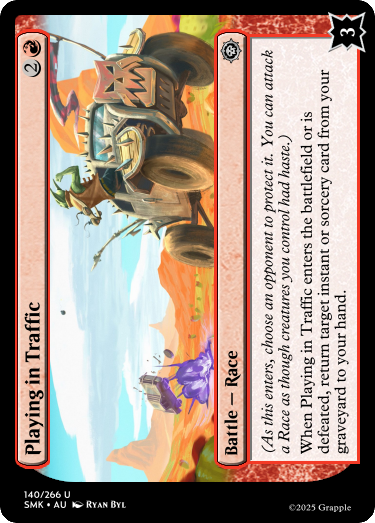 Playing in Traffic
2
Battle — Race
(As this enters, choose an opponent to protect it. You can attack
a Race as though creatures you control had haste.)
When Playing in Traffic enters the battlefield or is
defeated, return target instant or sorcery card from your
graveyard to your hand.
3
140/266 U
SMK • AU Ryan Byl
©2025 Grapple